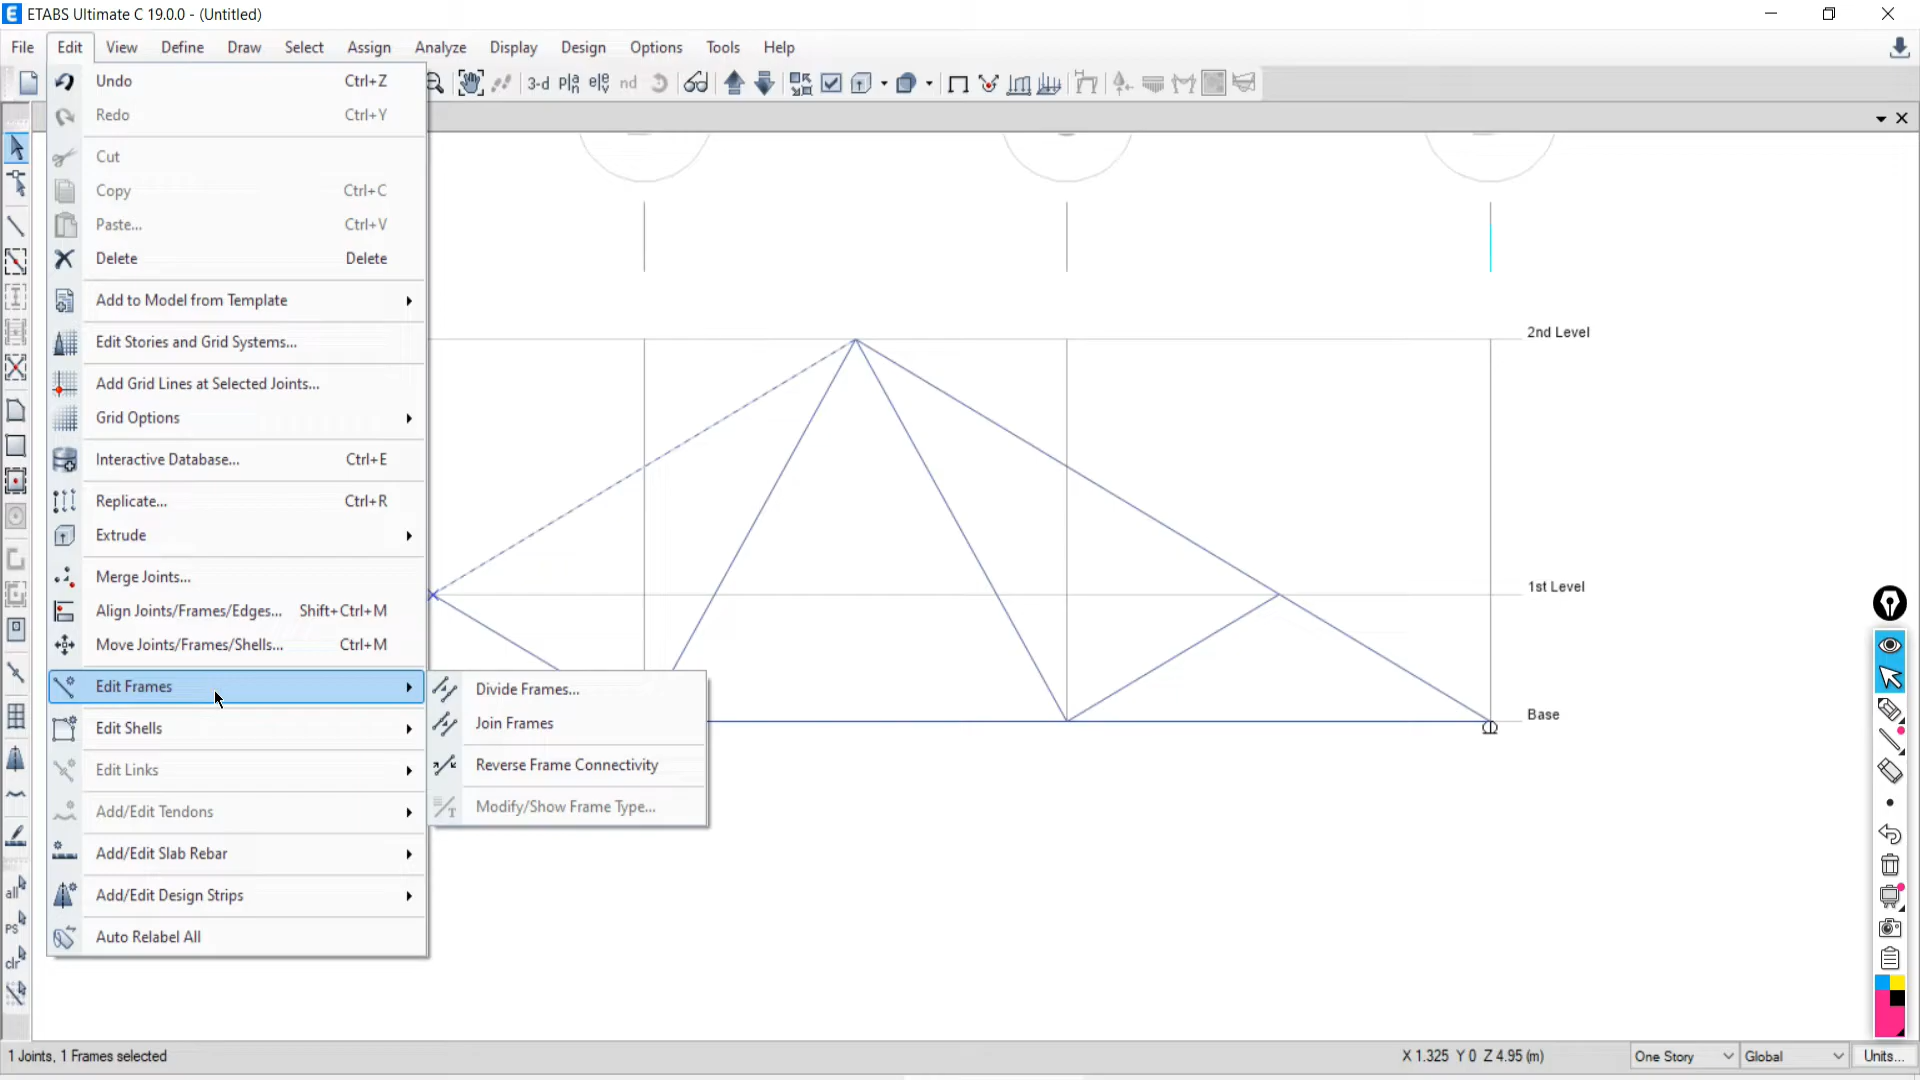 ETABS Ultimate C 19.0.0 - (Untitled)
File Edit View Define Draw Select Assign Analyze Display Design Options Tools Help
3-d
nd
Undo Ctrl+Z
Redo Ctrl+Y
Cut
Copy Ctrl+C
Paste... Ctrl+V
Delete Delete
Add to Model from Template
Edit Stories and Grid Systems...
Add Grid Lines at Selected Joints...
Grid Options
Interactive Database... Ctrl+E
Replicate... Ctrl+R
Extrude
Merge Joints...
Align Joints/Frames/Edges... Shift+Ctrl+M
Move Joints/Frames/Shells... Ctrl+M
Edit Frames
Edit Shells
Edit Links
Add/Edit Tendons
Add/Edit Slab Rebar
Add/Edit Design Strips
Auto Relabel All
Divide Frames...
Join Frames
Reverse Frame Connectivity
Modify/Show Frame Type...
2nd Level
1st Level
Base
all
ps
clr
1 Joints, 1 Frames selected
X 1.325 Y 0 Z 4.95 (m)
One Story
Global
Units...